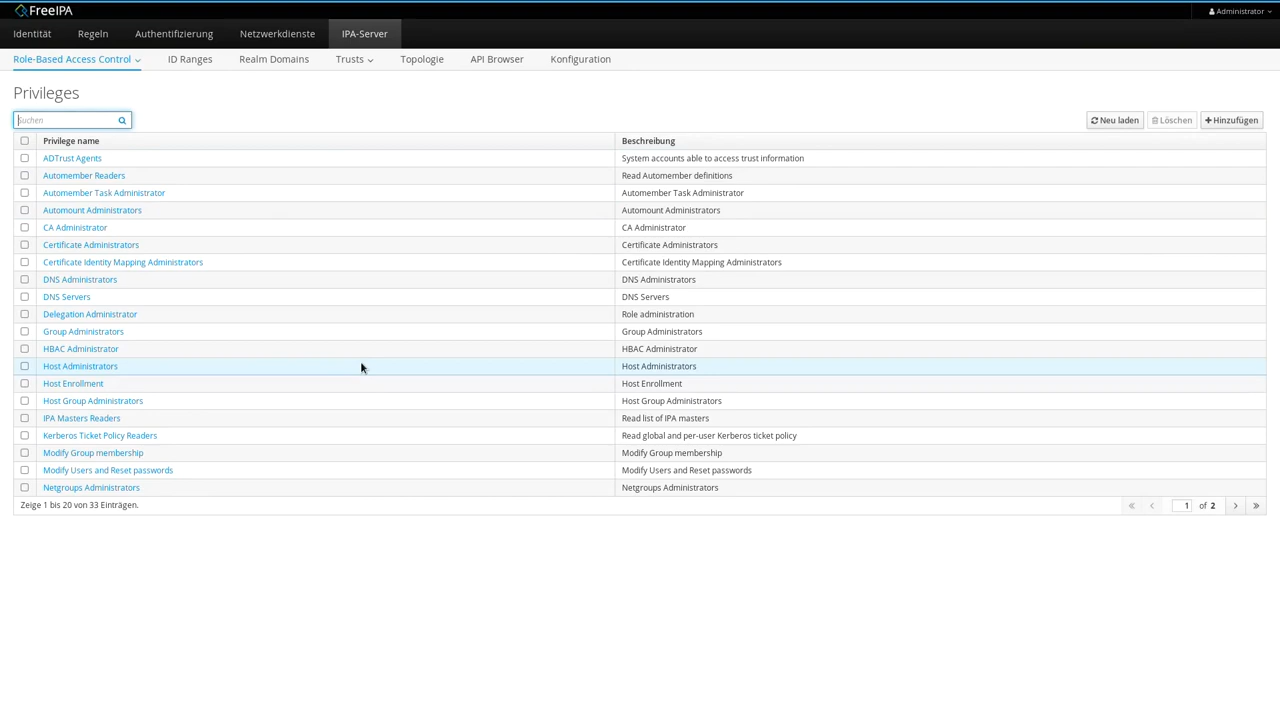 FreeIPA
Administrator
Identität Regeln Authentifizierung Netzwerkdienste IPA-Server
Role-Based Access Control ID Ranges Realm Domains Trusts Topologie API Browser Konfiguration
Privileges
Suchen Neu laden Löschen Hinzufügen
Privilege name Beschreibung
ADTrust Agents System accounts able to access trust information
Automember Readers Read Automember definitions
Automember Task Administrator Automember Task Administrator
Automount Administrators Automount Administrators
CA Administrator CA Administrator
Certificate Administrators Certificate Administrators
Certificate Identity Mapping Administrators Certificate Identity Mapping Administrators
DNS Administrators DNS Administrators
DNS Servers DNS Servers
Delegation Administrator Role administration
Group Administrators Group Administrators
HBAC Administrator HBAC Administrator
Host Administrators Host Administrators
Host Enrollment Host Enrollment
Host Group Administrators Host Group Administrators
IPA Masters Readers Read list of IPA masters
Kerberos Ticket Policy Readers Read global and per-user Kerberos ticket policy
Modify Group membership Modify Group membership
Modify Users and Reset passwords Modify Users and Reset passwords
Netgroups Administrators Netgroups Administrators
Zeige 1 bis 20 von 33 Einträgen. 1 of 2